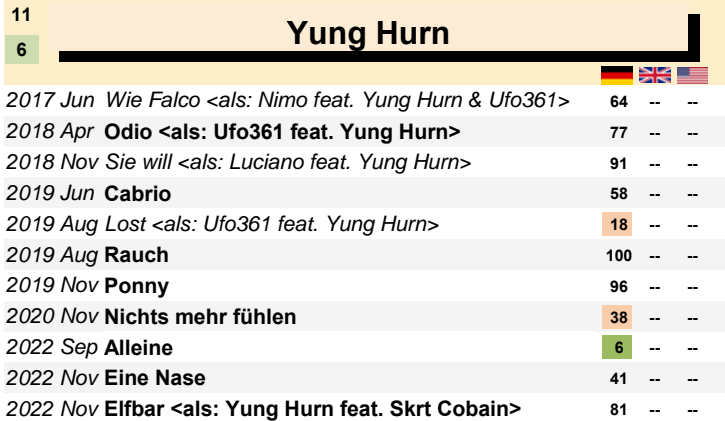 11
6
Yung Hurn
2017 Jun Wie Falco <als: Nimo feat. Yung Hurn & Ufo361> 64 -- --
2018 Apr Odio <als: Ufo361 feat. Yung Hurn> 77 -- --
2018 Nov Sie will <als: Luciano feat. Yung Hurn> 91 -- --
2019 Jun Cabrio 58 -- --
2019 Aug Lost <als: Ufo361 feat. Yung Hurn> 18 -- --
2019 Aug Rauch 100 -- --
2019 Nov Ponny 96 -- --
2020 Nov Nichts mehr fühlen 38 -- --
2022 Sep Alleine 6 -- --
2022 Nov Eine Nase 41 -- --
2022 Nov Elfbar <als: Yung Hurn feat. Skrt Cobain> 81 -- --